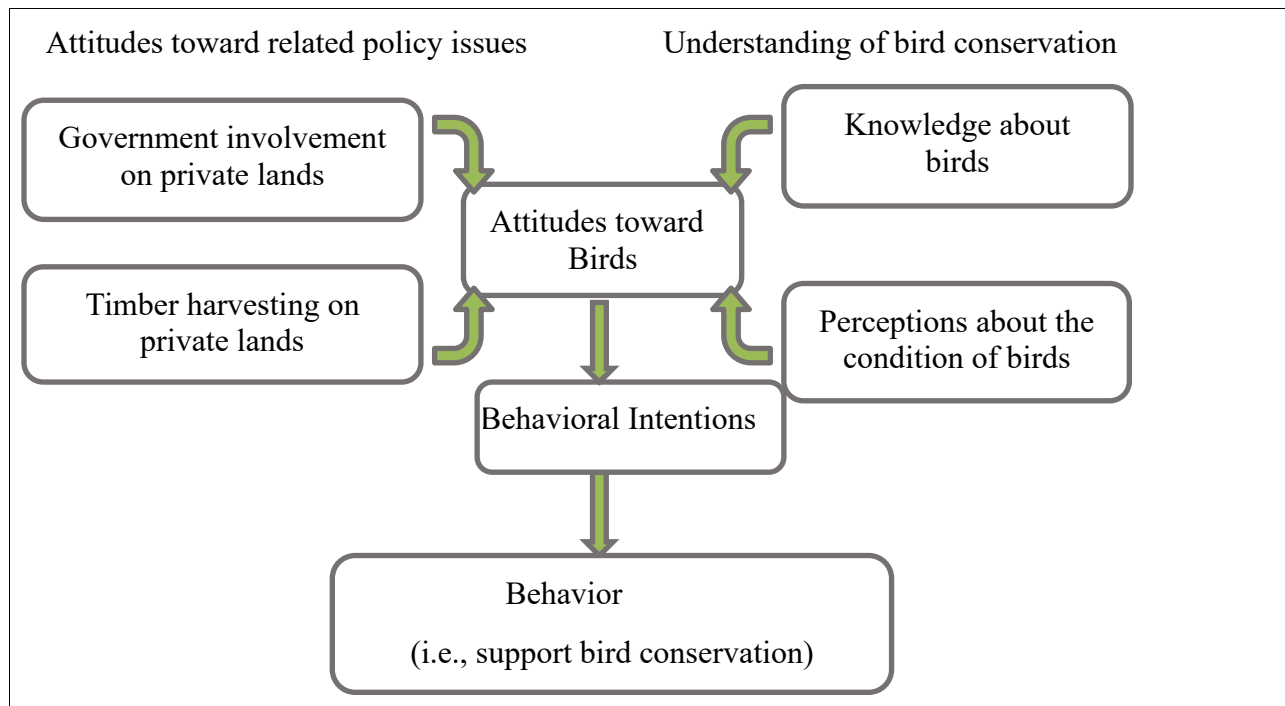 Attitudes toward related policy issues
Understanding of bird conservation
Government involvement
on private lands
Knowledge about
birds
Attitudes toward
Birds
Timber harvesting on
private lands
Perceptions about the
condition of birds
Behavioral Intentions
Behavior
(i.e., support bird conservation)